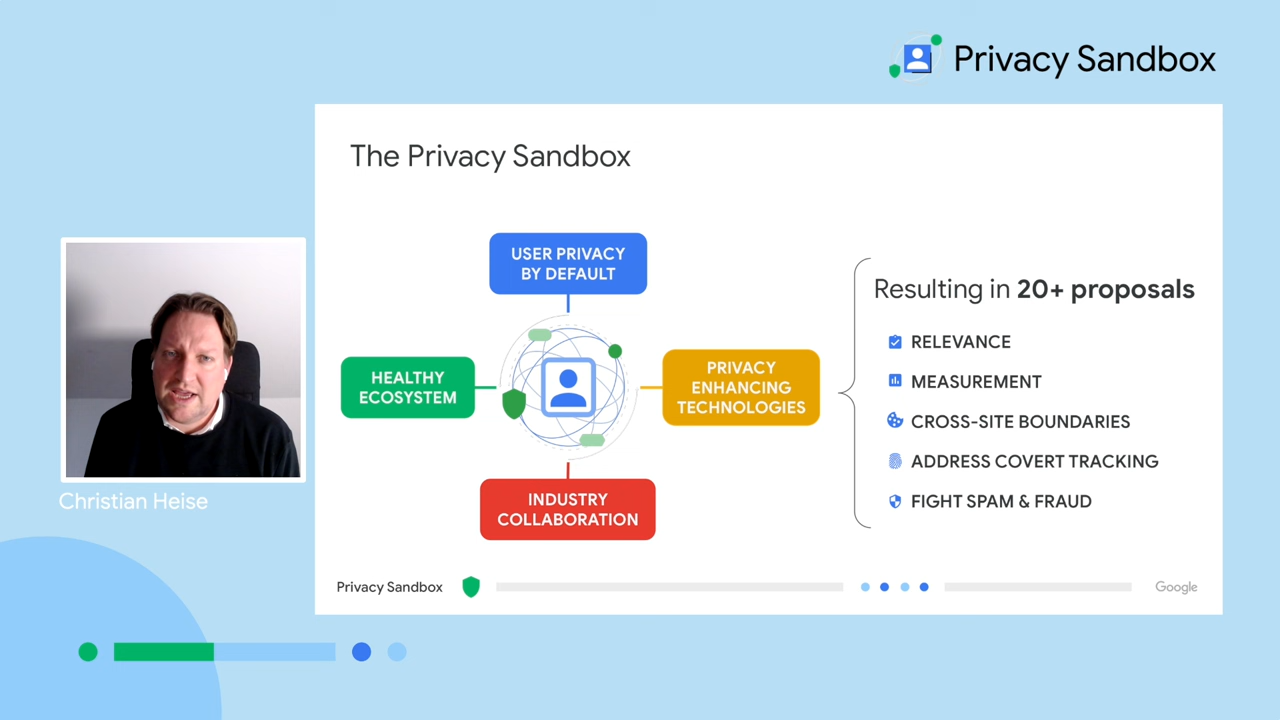 Privacy Sandbox
The Privacy Sandbox
USER PRIVACY
BY DEFAULT
HEALTHY
ECOSYSTEM
PRIVACY
ENHANCING
TECHNOLOGIES
INDUSTRY
COLLABORATION
Resulting in 20+ proposals
RELEVANCE
MEASUREMENT
CROSS-SITE BOUNDARIES
ADDRESS COVERT TRACKING
FIGHT SPAM & FRAUD
Christian Heise
Privacy Sandbox
Google